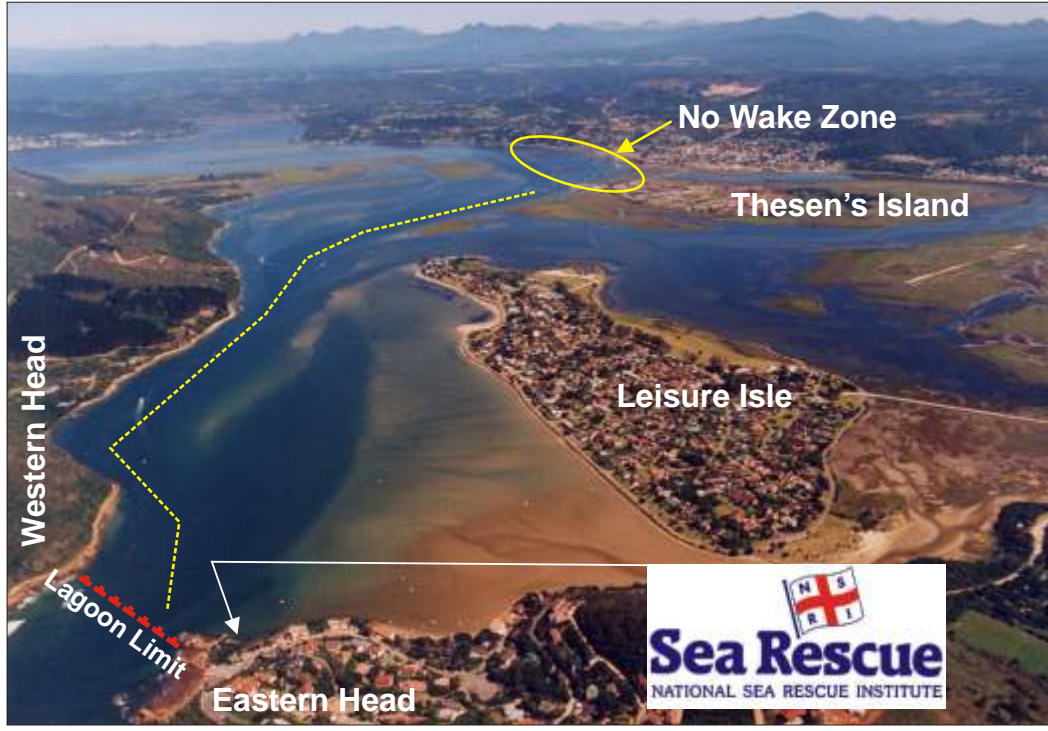 No Wake Zone
Thesen's Island
Leisure Isle
Western Head
Lagoon Limit
Eastern Head
N S
R I
Sea Rescue
NATIONAL SEA RESCUE INSTITUTE